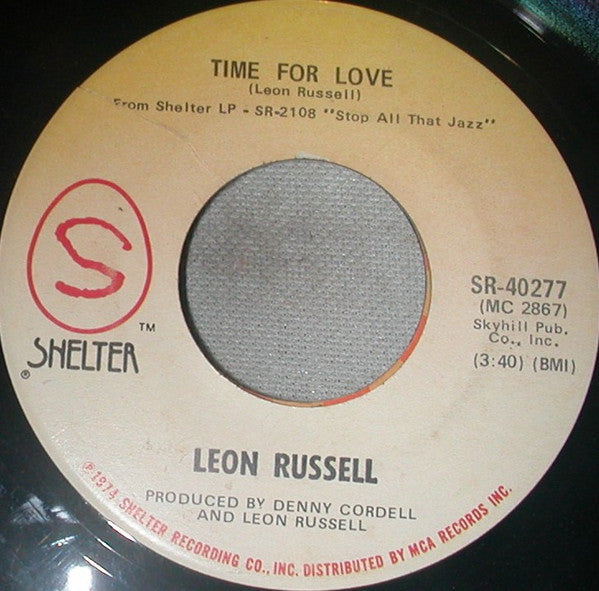 TIME FOR LOVE
(Leon Russell)
From Shelter LP - SR-2108 "Stop All That Jazz"
S
TM
SHELTER
®
SR-40277
(MC 2867)
Skyhill Pub.
Co., Inc.
(3:40) (BMI)
LEON RUSSELL
PRODUCED BY DENNY CORDELL
AND LEON RUSSELL
℗ 1974 SHELTER RECORDING CO., INC. DISTRIBUTED BY MCA RECORDS INC.